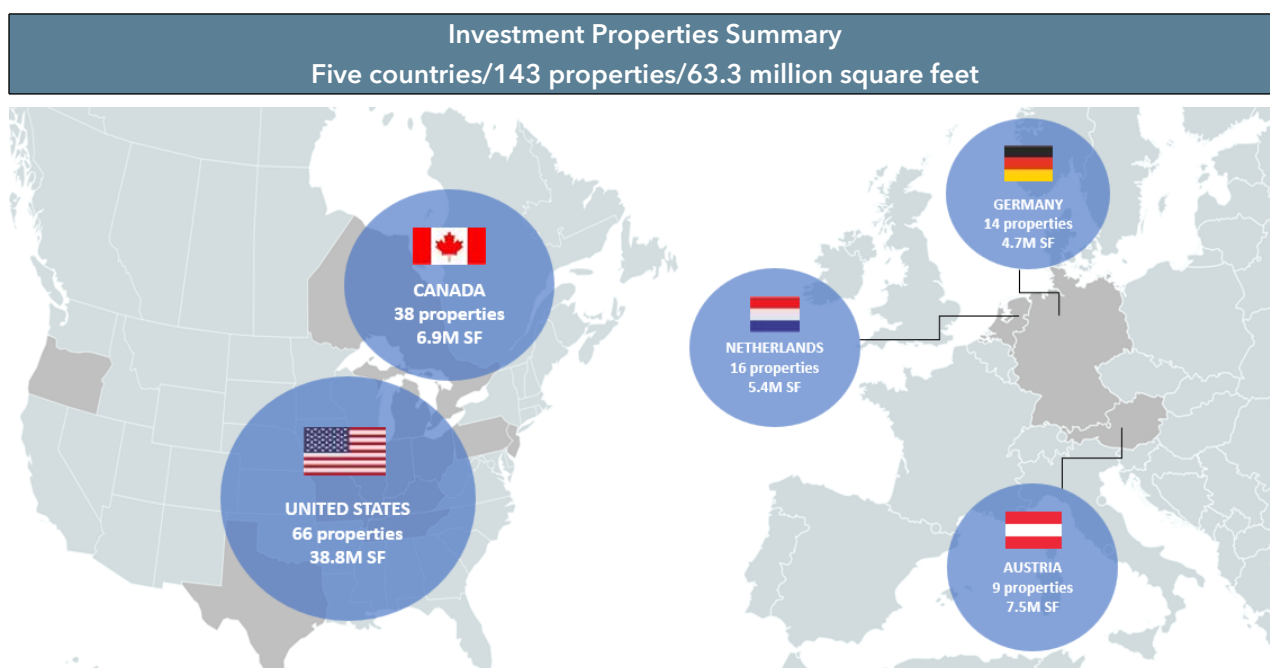 Investment Properties Summary
Five countries/143 properties/63.3 million square feet
CANADA
38 properties
6.9M SF
UNITED STATES
66 properties
38.8M SF
GERMANY
14 properties
4.7M SF
NETHERLANDS
16 properties
5.4M SF
AUSTRIA
9 properties
7.5M SF